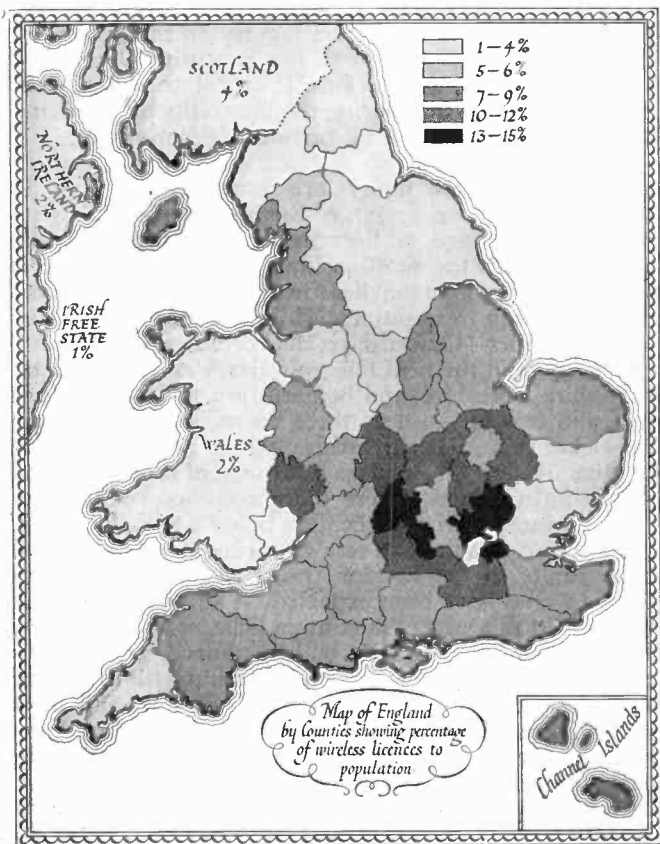 SCOTLAND
4%
1–4%
5–6%
7–9%
10–12%
13–15%
NORTHERN
IRELAND
2%
IRISH
FREE
STATE
1%
WALES
2%
Map of England
by Counties showing percentage
of wireless licences to
population
Channel Islands